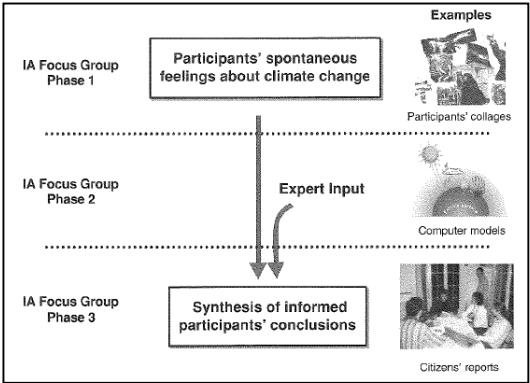 Examples
IA Focus Group
Phase 1
Participants' spontaneous
feelings about climate change
Participants' collages
IA Focus Group
Phase 2
Expert Input
Computer models
IA Focus Group
Phase 3
Synthesis of informed
participants' conclusions
Citizens' reports